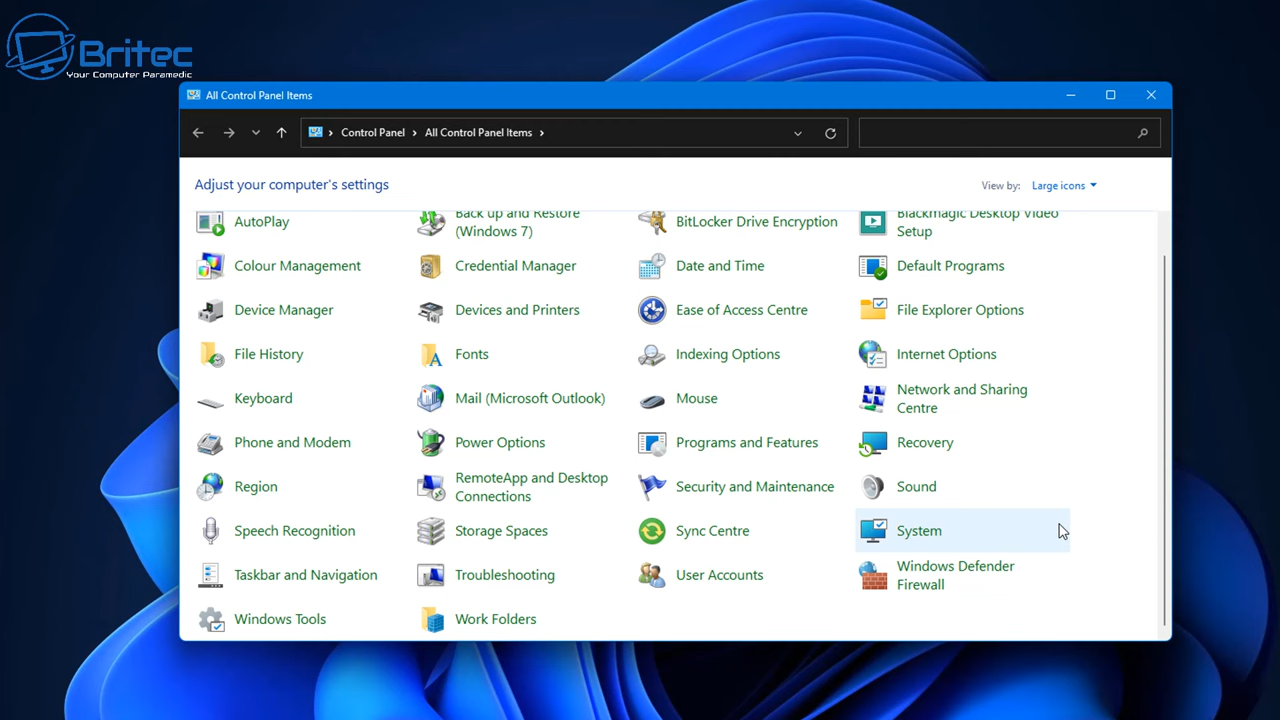 Britec
Your Computer Paramedic
All Control Panel Items
Control Panel
All Control Panel Items
Adjust your computer's settings
View by:
Large icons
AutoPlay
Back up and Restore
(Windows 7)
BitLocker Drive Encryption
Blackmagic Desktop Video
Setup
Colour Management
Credential Manager
Date and Time
Default Programs
Device Manager
Devices and Printers
Ease of Access Centre
File Explorer Options
File History
Fonts
Indexing Options
Internet Options
Keyboard
Mail (Microsoft Outlook)
Mouse
Network and Sharing
Centre
Phone and Modem
Power Options
Programs and Features
Recovery
Region
RemoteApp and Desktop
Connections
Security and Maintenance
Sound
Speech Recognition
Storage Spaces
Sync Centre
System
Taskbar and Navigation
Troubleshooting
User Accounts
Windows Defender
Firewall
Windows Tools
Work Folders